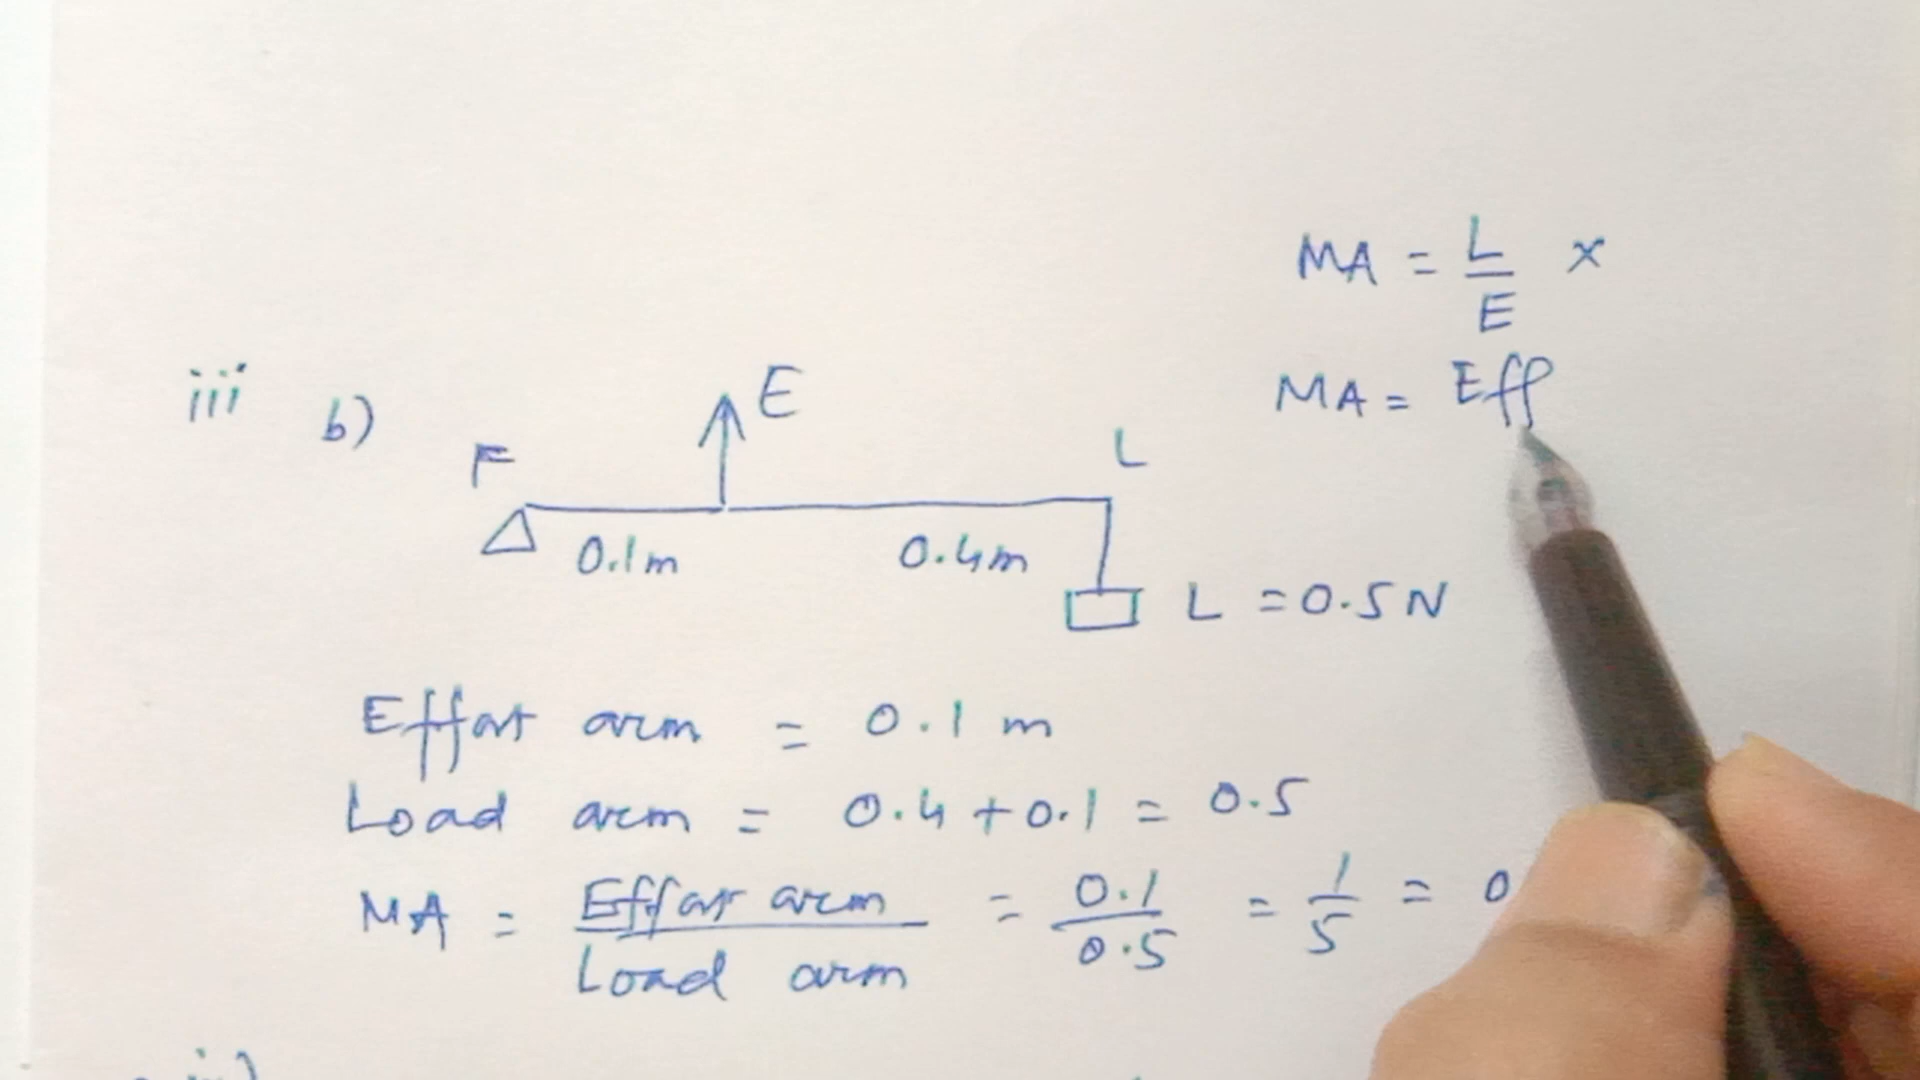 MA = L/E ×
MA = Eff
iii b)
E
F
L
0.1m 0.4m
L = 0.5 N
Effort arm = 0.1 m
Load arm = 0.4 + 0.1 = 0.5
MA = Effort arm / Load arm = 0.1 / 0.5 = 1/5 = 0